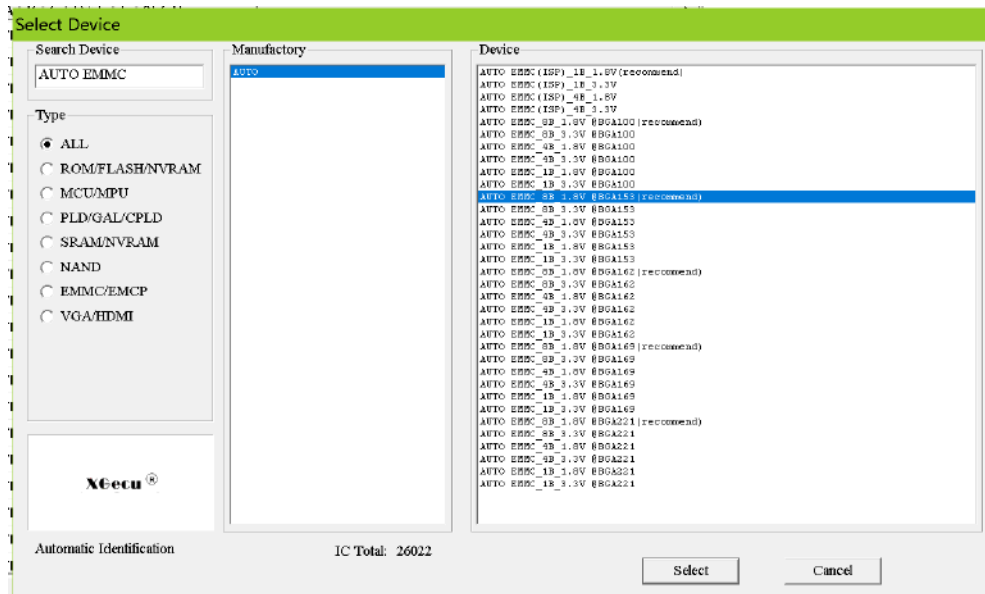 Select Device
Search Device
AUTO EMMC
Type
ALL
ROM/FLASH/NVRAM
MCU/MPU
PLD/GAL/CPLD
SRAM/NVRAM
NAND
EMMC/EMCP
VGA/HDMI
XGecu ®
Automatic Identification
Manufactory
AUTO
IC Total: 26022
Device
AUTO EMMC(ISP)_1B_1.8V(recommend|
AUTO EMMC(ISP)_1B_3.3V
AUTO EMMC(ISP)_4B_1.8V
AUTO EMMC(ISP)_4B_3.3V
AUTO EMMC_8B_1.8V @BGA100|recommend)
AUTO EMMC_8B_3.3V @BGA100
AUTO EMMC_4B_1.8V @BGA100
AUTO EMMC_4B_3.3V @BGA100
AUTO EMMC_1B_1.8V @BGA100
AUTO EMMC_1B_3.3V @BGA100
AUTO EMMC_8B_1.8V @BGA153|recommend)
AUTO EMMC_8B_3.3V @BGA153
AUTO EMMC_4B_1.8V @BGA153
AUTO EMMC_4B_3.3V @BGA153
AUTO EMMC_1B_1.8V @BGA153
AUTO EMMC_1B_3.3V @BGA153
AUTO EMMC_8B_1.8V @BGA162|recommend)
AUTO EMMC_8B_3.3V @BGA162
AUTO EMMC_4B_1.8V @BGA162
AUTO EMMC_4B_3.3V @BGA162
AUTO EMMC_1B_1.8V @BGA162
AUTO EMMC_1B_3.3V @BGA162
AUTO EMMC_8B_1.8V @BGA169|recommend)
AUTO EMMC_8B_3.3V @BGA169
AUTO EMMC_4B_1.8V @BGA169
AUTO EMMC_4B_3.3V @BGA169
AUTO EMMC_1B_1.8V @BGA169
AUTO EMMC_1B_3.3V @BGA169
AUTO EMMC_8B_1.8V @BGA221|recommend)
AUTO EMMC_8B_3.3V @BGA221
AUTO EMMC_4B_1.8V @BGA221
AUTO EMMC_4B_3.3V @BGA221
AUTO EMMC_1B_1.8V @BGA221
AUTO EMMC_1B_3.3V @BGA221
Select
Cancel